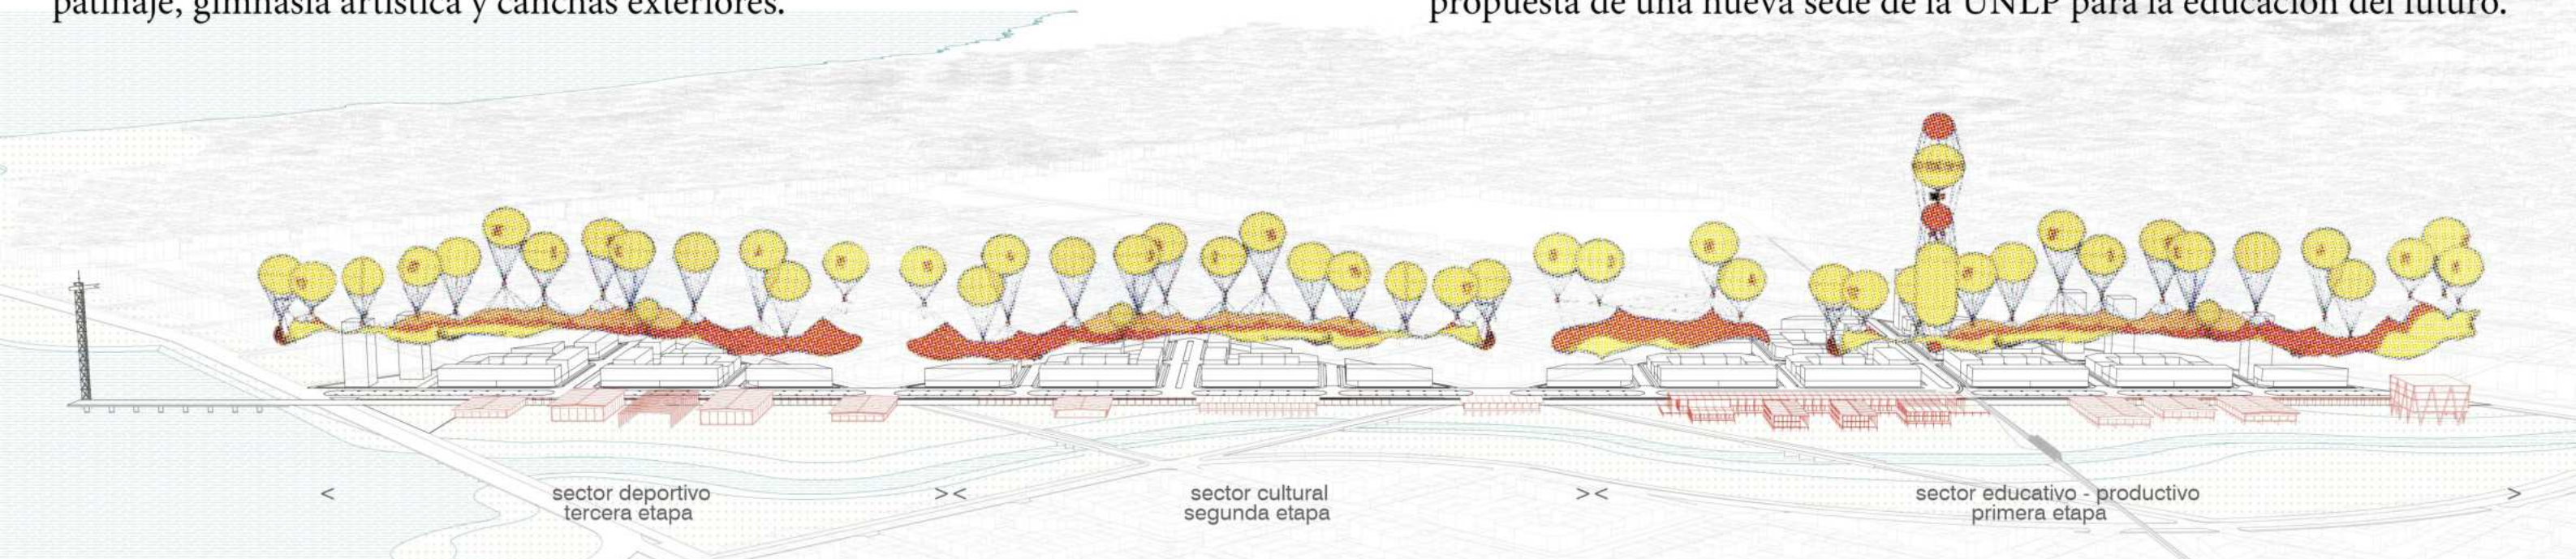 patinaje, gimnasia artística y canchas exteriores.
propuesta de una nueva sede de la UNLP para la educación del futuro.
< sector deportivo >< sector cultural >< sector educativo - productivo >
tercera etapa segunda etapa primera etapa